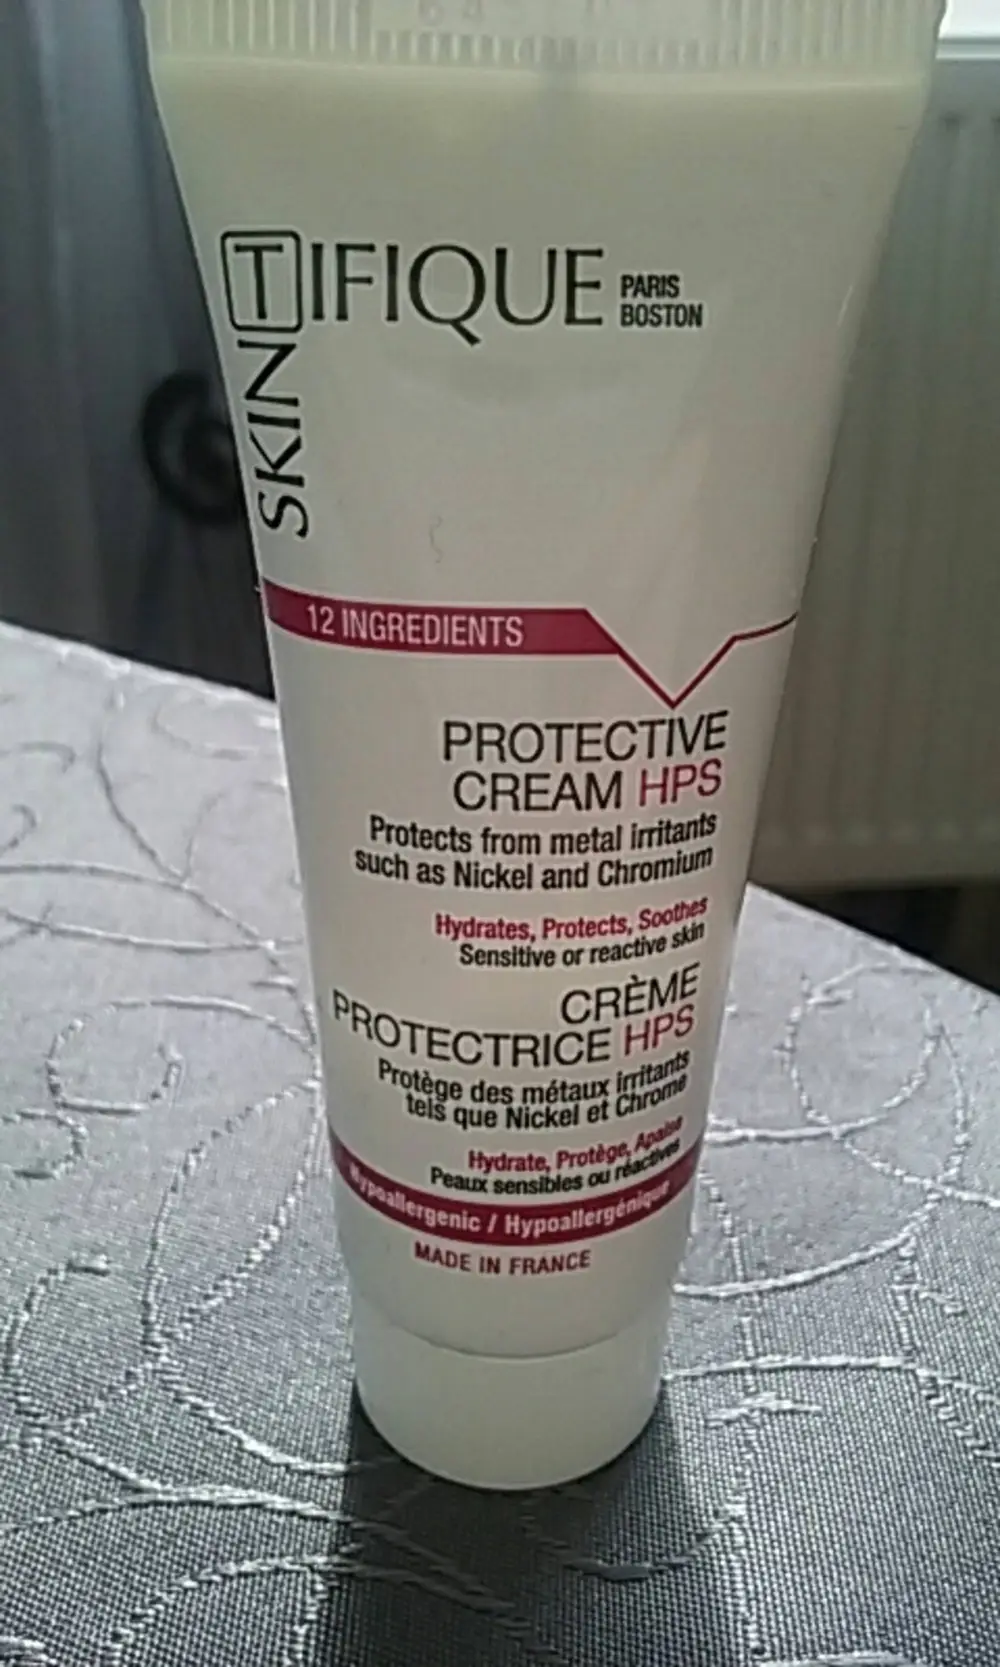 SKINTIFIQUE PARIS
BOSTON
12 INGREDIENTS
PROTECTIVE
CREAM HPS
Protects from metal irritants
such as Nickel and Chromium
Hydrates, Protects, Soothes
Sensitive or reactive skin
CRÈME
PROTECTRICE HPS
Protège des métaux irritants
tels que Nickel et Chrome
Hydrate, Protège, Apaise
Peaux sensibles ou réactives
Hypoallergenic / Hypoallergénique
MADE IN FRANCE